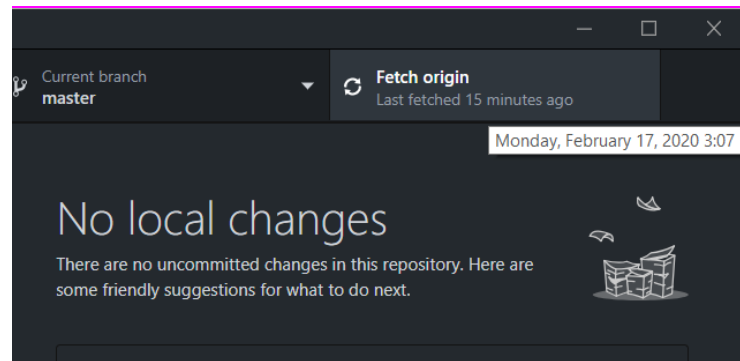 Current branch
master
Fetch origin
Last fetched 15 minutes ago
Monday, February 17, 2020 3:07
No local changes
There are no uncommitted changes in this repository. Here are
some friendly suggestions for what to do next.